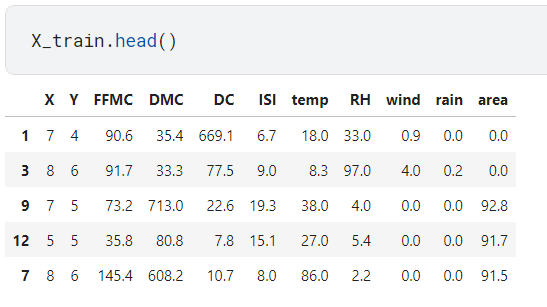 X_train.head()
X Y FFMC DMC DC ISI temp RH wind rain area
1 7 4 90.6 35.4 669.1 6.7 18.0 33.0 0.9 0.0 0.0
3 8 6 91.7 33.3 77.5 9.0 8.3 97.0 4.0 0.2 0.0
9 7 5 73.2 713.0 22.6 19.3 38.0 4.0 0.0 0.0 92.8
12 5 5 35.8 80.8 7.8 15.1 27.0 5.4 0.0 0.0 91.7
7 8 6 145.4 608.2 10.7 8.0 86.0 2.2 0.0 0.0 91.5